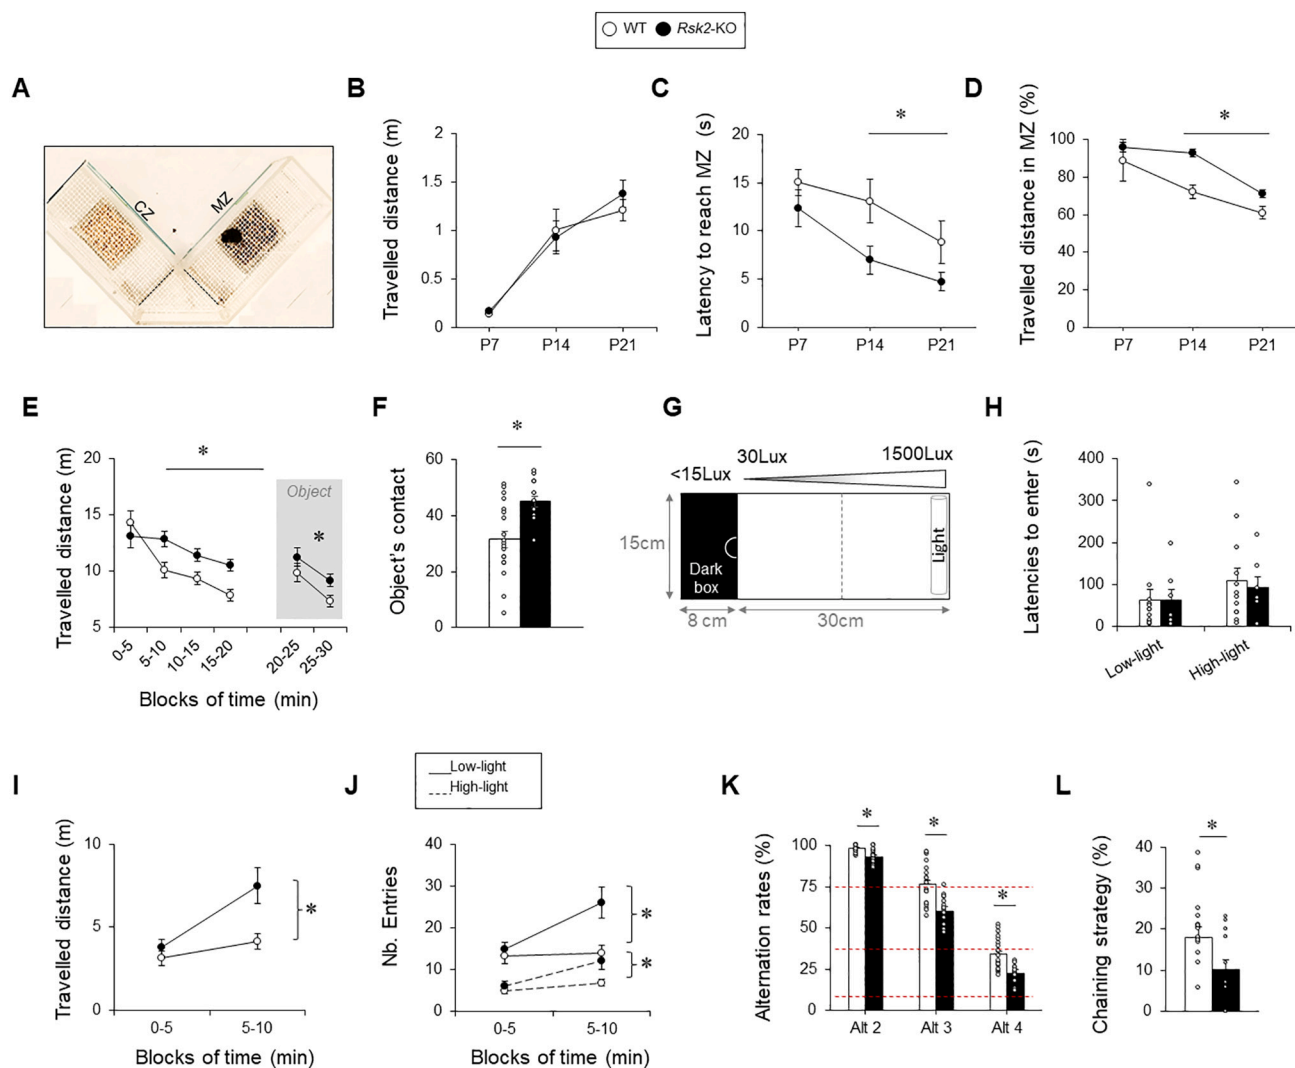 WT Rsk2-KO
A
CZ
MZ
B
Travelled distance (m)
2
1.5
1
0.5
0
P7 P14 P21
C
Latency to reach MZ (s)
*
20
15
10
5
0
P7 P14 P21
D
Travelled distance in MZ (%)
*
100
80
60
40
20
0
P7 P14 P21
E
Travelled distance (m)
*
20
15
10
5
Object
*
0-5 5-10 10-15 15-20 20-25 25-30
Blocks of time (min)
F
Object's contact
*
60
40
20
0
G
<15Lux 30Lux 1500Lux
15cm
Dark
box
Light
8 cm 30cm
H
Latencies to enter (s)
400
300
200
100
0
Low-light High-light
I
Travelled distance (m)
10
5
0
*
0-5 5-10
Blocks of time (min)
J
Low-light
High-light
Nb. Entries
40
30
20
10
0
*
*
0-5 5-10
Blocks of time (min)
K
Alternation rates (%)
* * *
100
75
50
25
0
Alt 2 Alt 3 Alt 4
L
Chaining strategy (%)
*
40
30
20
10
0